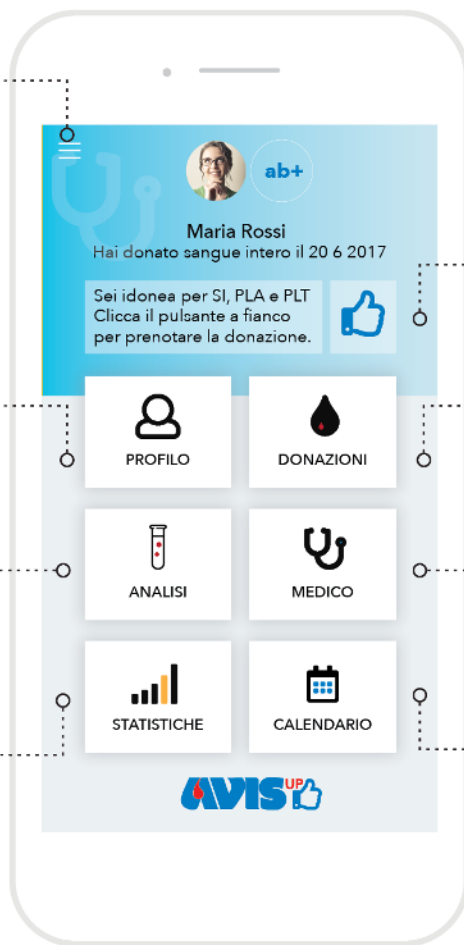 ab+
Maria Rossi
Hai donato sangue intero il 20 6 2017
Sei idonea per SI, PLA e PLT
Clicca il pulsante a fianco
per prenotare la donazione.
PROFILO
DONAZIONI
ANALISI
MEDICO
STATISTICHE
CALENDARIO
AVIS UP